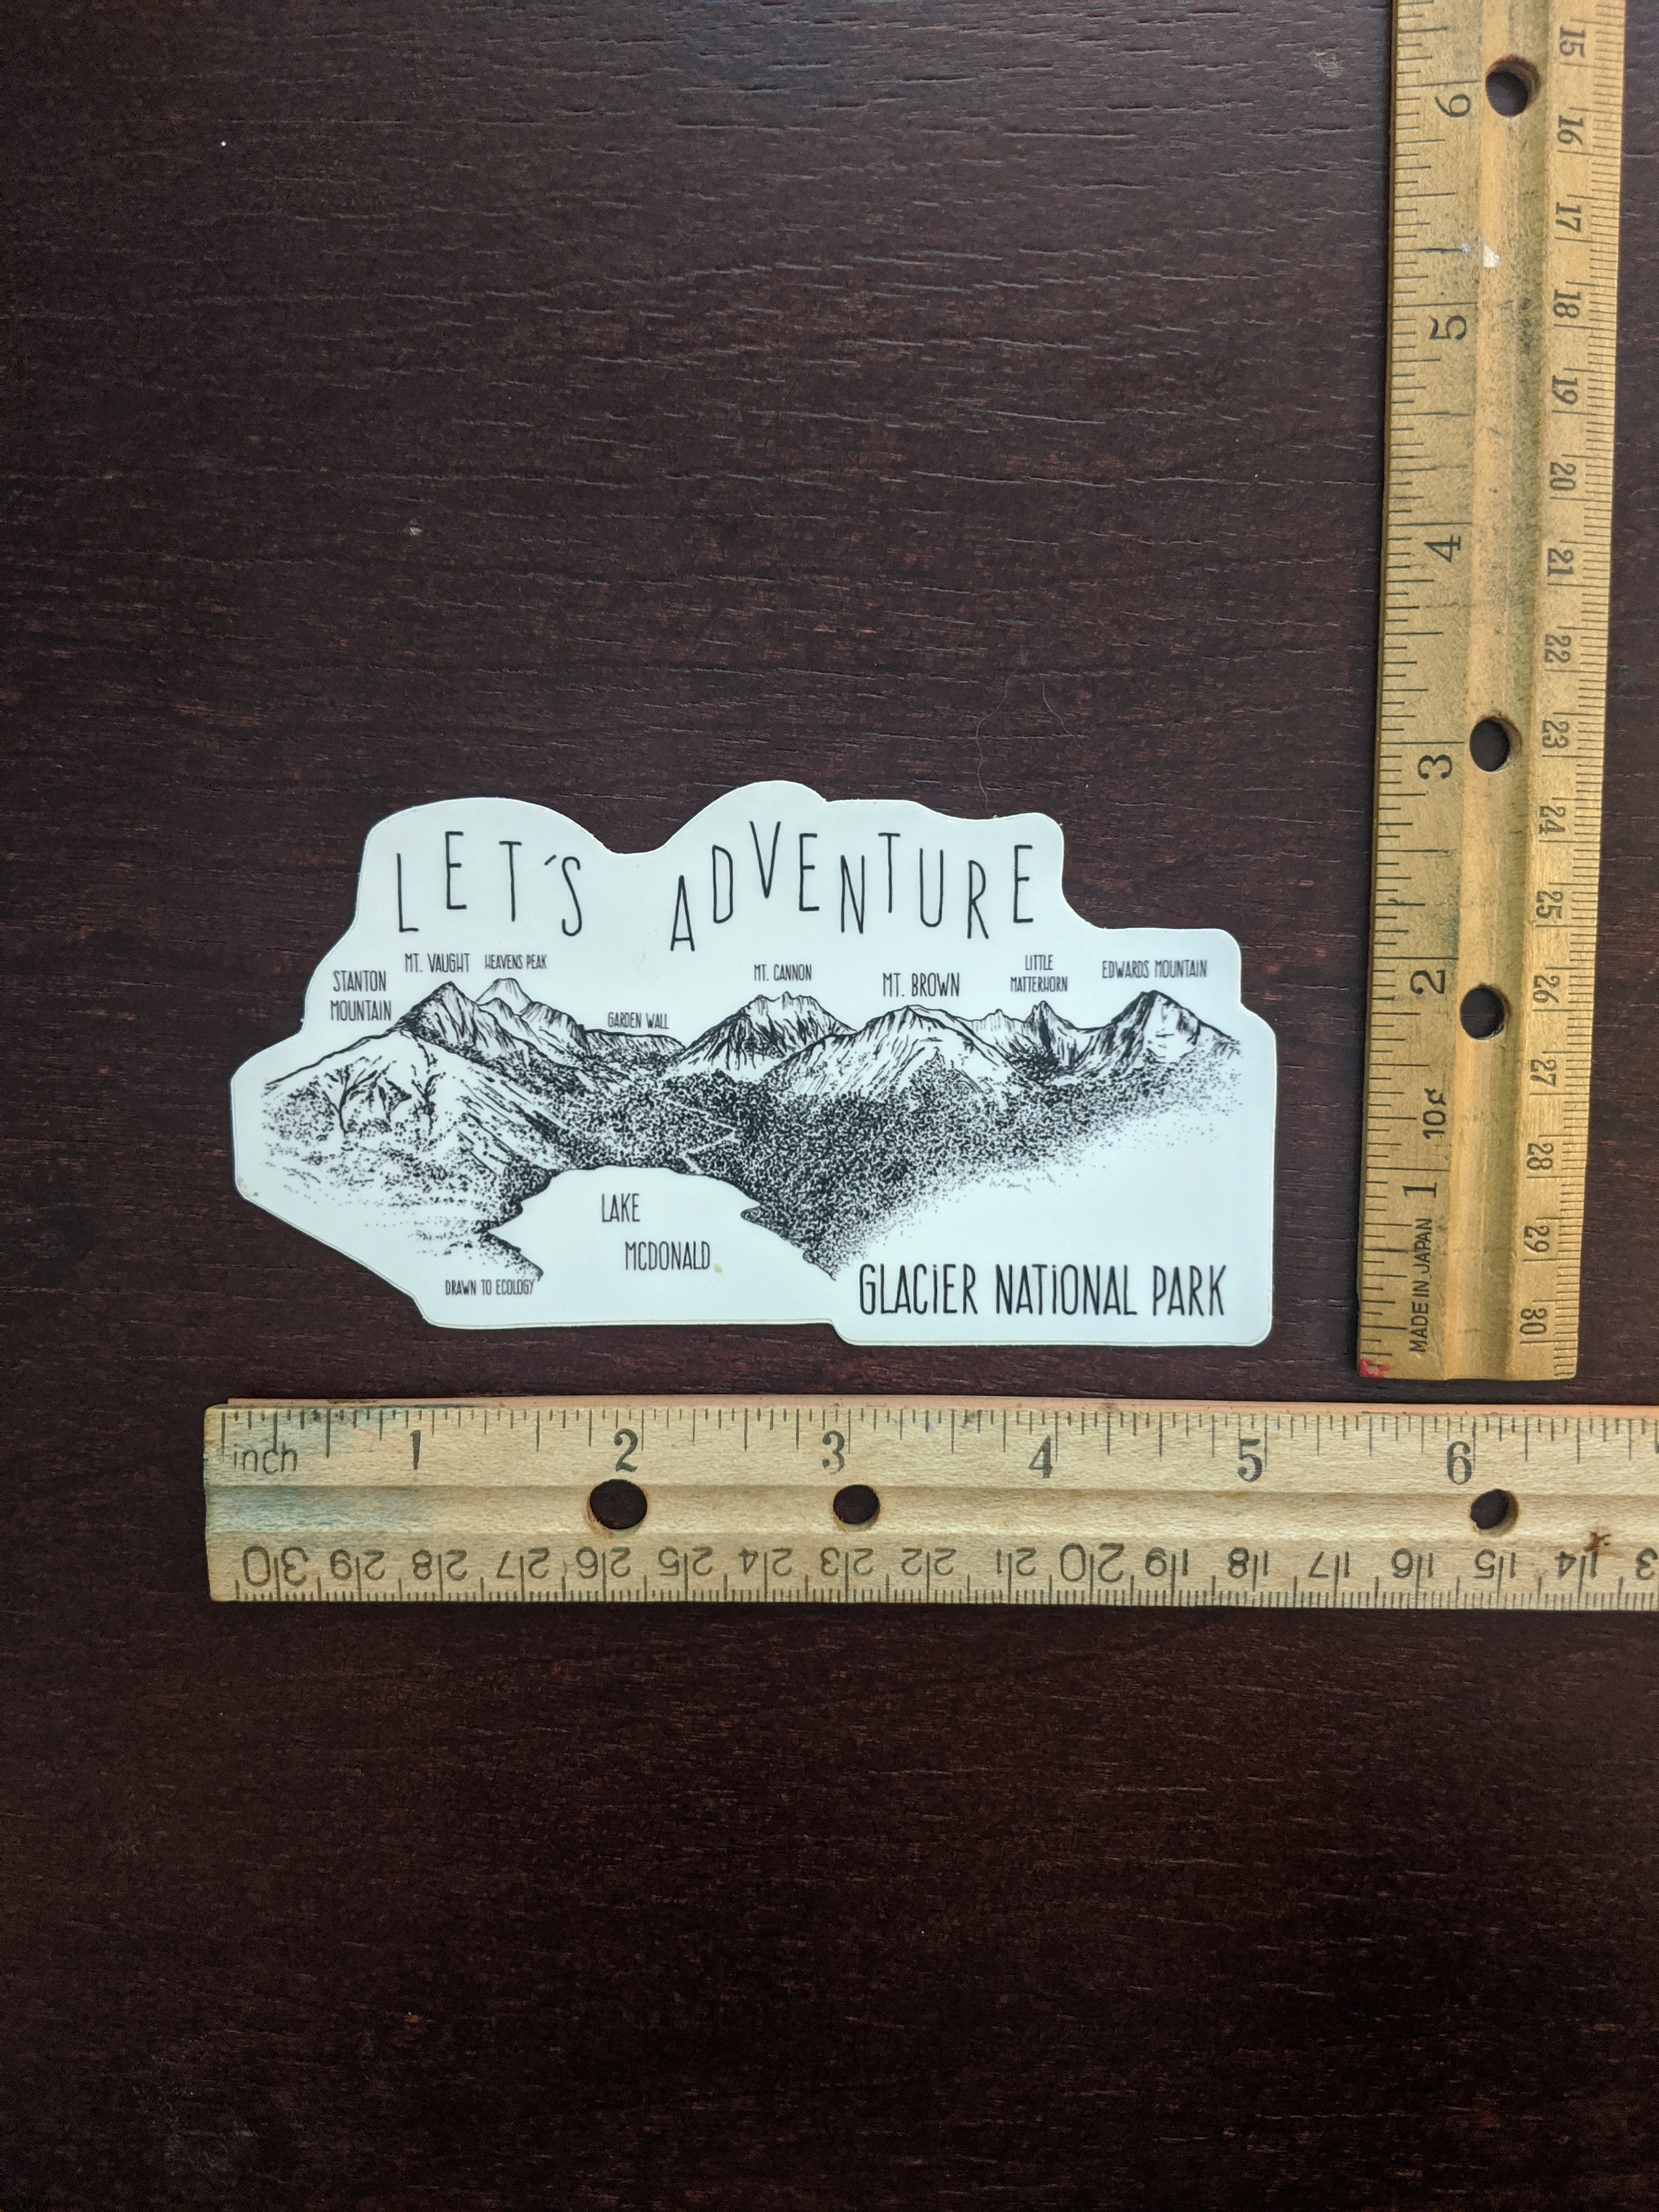 LET'S ADVENTURE
STANTON
MOUNTAIN
MT. VAUGHT
HEAVENS PEAK
GARDEN WALL
MT. CANNON
MT. BROWN
LITTLE
MATTERHORN
EDWARDS MOUNTAIN
LAKE
MCDONALD
DRAWN TO ECOLOGY
GLACiER NATiONAL PARK
6 5 4 3 2 1
10¢
MADE IN JAPAN
15 16 17 18 19 20 21 22 23 24 25 26 27 28 29 30
inch 1 2 3 4 5 6
30 29 28 27 26 25 24 23 22 21 20 19 18 17 16 15 14 3